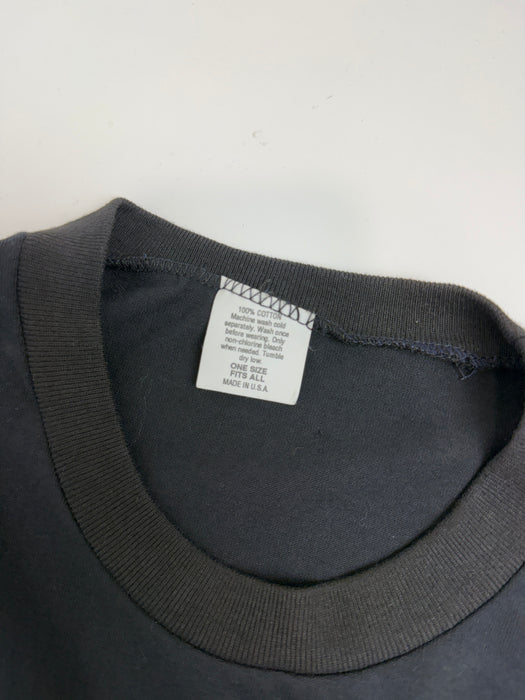 100% COTTON
Machine wash cold
separately. Wash once
before wearing. Only
non-chlorine bleach
when needed. Tumble
dry low.
ONE SIZE
FITS ALL
MADE IN U.S.A.